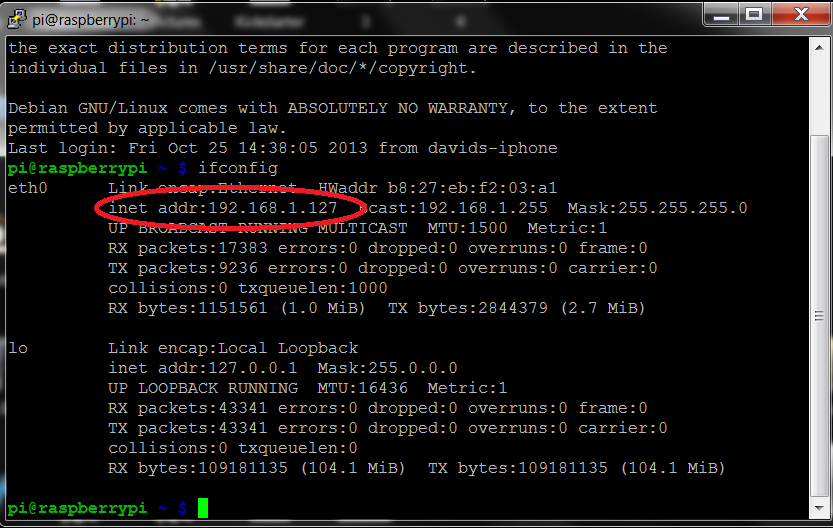 pi@raspberrypi: ~
the exact distribution terms for each program are described in the
individual files in /usr/share/doc/*/copyright.

Debian GNU/Linux comes with ABSOLUTELY NO WARRANTY, to the extent
permitted by applicable law.
Last login: Fri Oct 25 14:38:05 2013 from davids-iphone
pi@raspberrypi ~ $ ifconfig
eth0      Link encap:Ethernet  HWaddr b8:27:eb:f2:03:a1
          inet addr:192.168.1.127  Bcast:192.168.1.255  Mask:255.255.255.0
          UP BROADCAST RUNNING MULTICAST  MTU:1500  Metric:1
          RX packets:17383 errors:0 dropped:0 overruns:0 frame:0
          TX packets:9236 errors:0 dropped:0 overruns:0 carrier:0
          collisions:0 txqueuelen:1000
          RX bytes:1151561 (1.0 MiB)  TX bytes:2844379 (2.7 MiB)

lo        Link encap:Local Loopback
          inet addr:127.0.0.1  Mask:255.0.0.0
          UP LOOPBACK RUNNING  MTU:16436  Metric:1
          RX packets:43341 errors:0 dropped:0 overruns:0 frame:0
          TX packets:43341 errors:0 dropped:0 overruns:0 carrier:0
          collisions:0 txqueuelen:0
          RX bytes:109181135 (104.1 MiB)  TX bytes:109181135 (104.1 MiB)

pi@raspberrypi ~ $